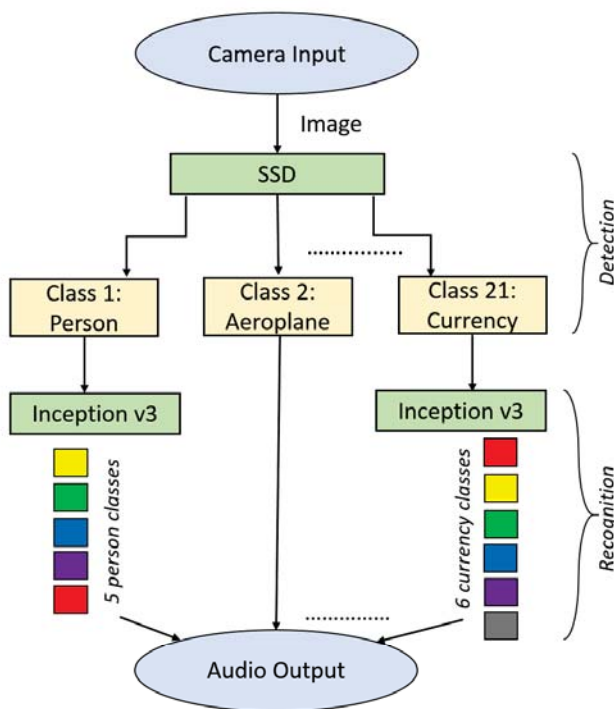 Camera Input
Image
SSD
Detection
Class 1:
Person
Class 2:
Aeroplane
Class 21:
Currency
Inception v3
Inception v3
5 person classes
6 currency classes
Recognition
Audio Output